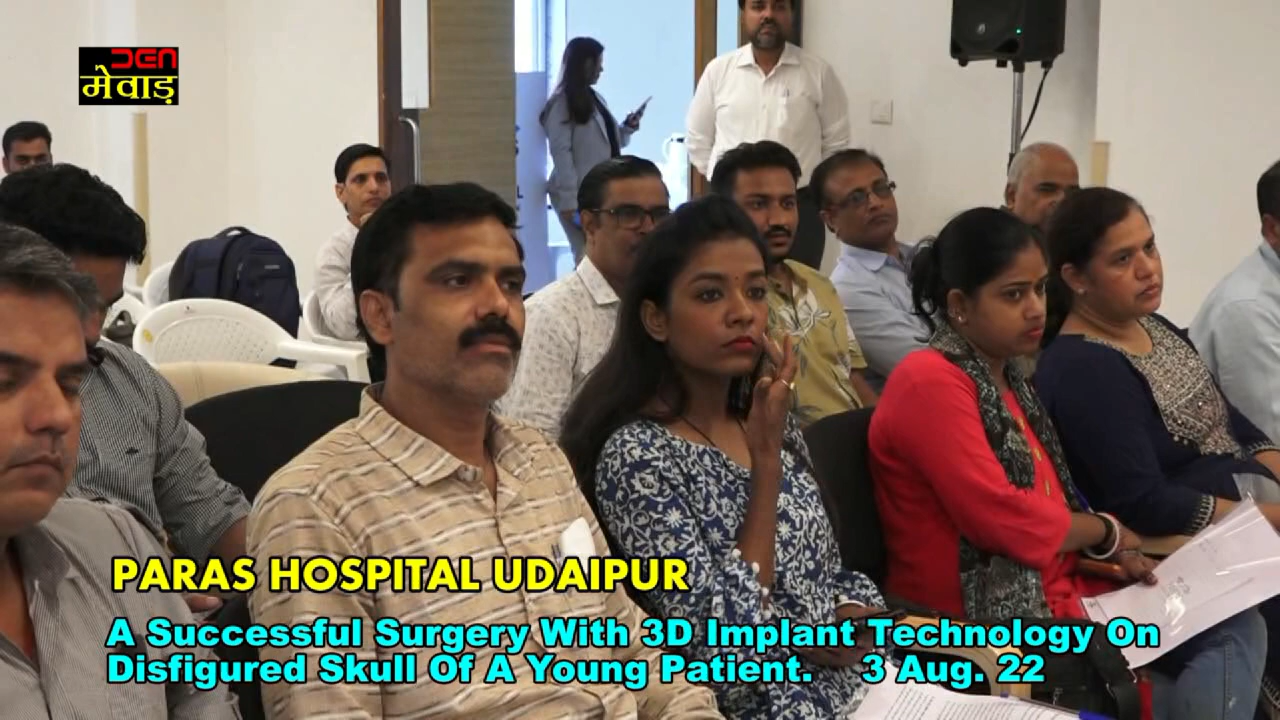 DEN
मेवाड़
PARAS HOSPITAL UDAIPUR
A Successful Surgery With 3D Implant Technology On
Disfigured Skull Of A Young Patient. 3 Aug. 22